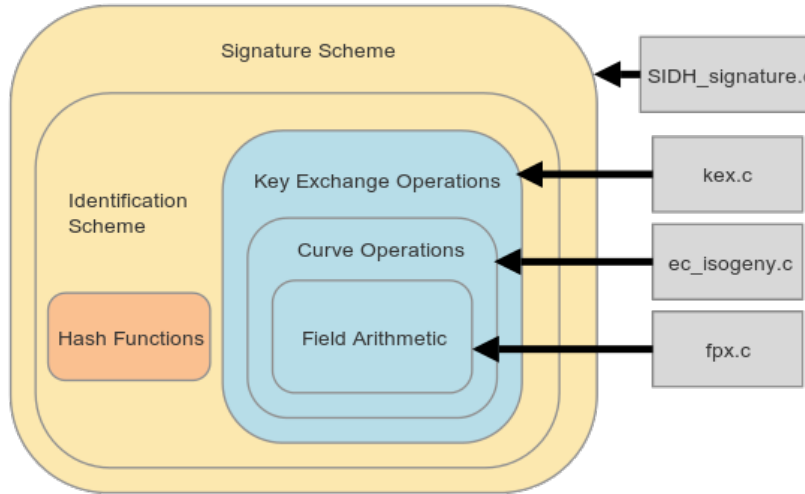 Signature Scheme
SIDH_signature.c
Key Exchange Operations
kex.c
Identification
Scheme
Curve Operations
ec_isogeny.c
Hash Functions
Field Arithmetic
fpx.c